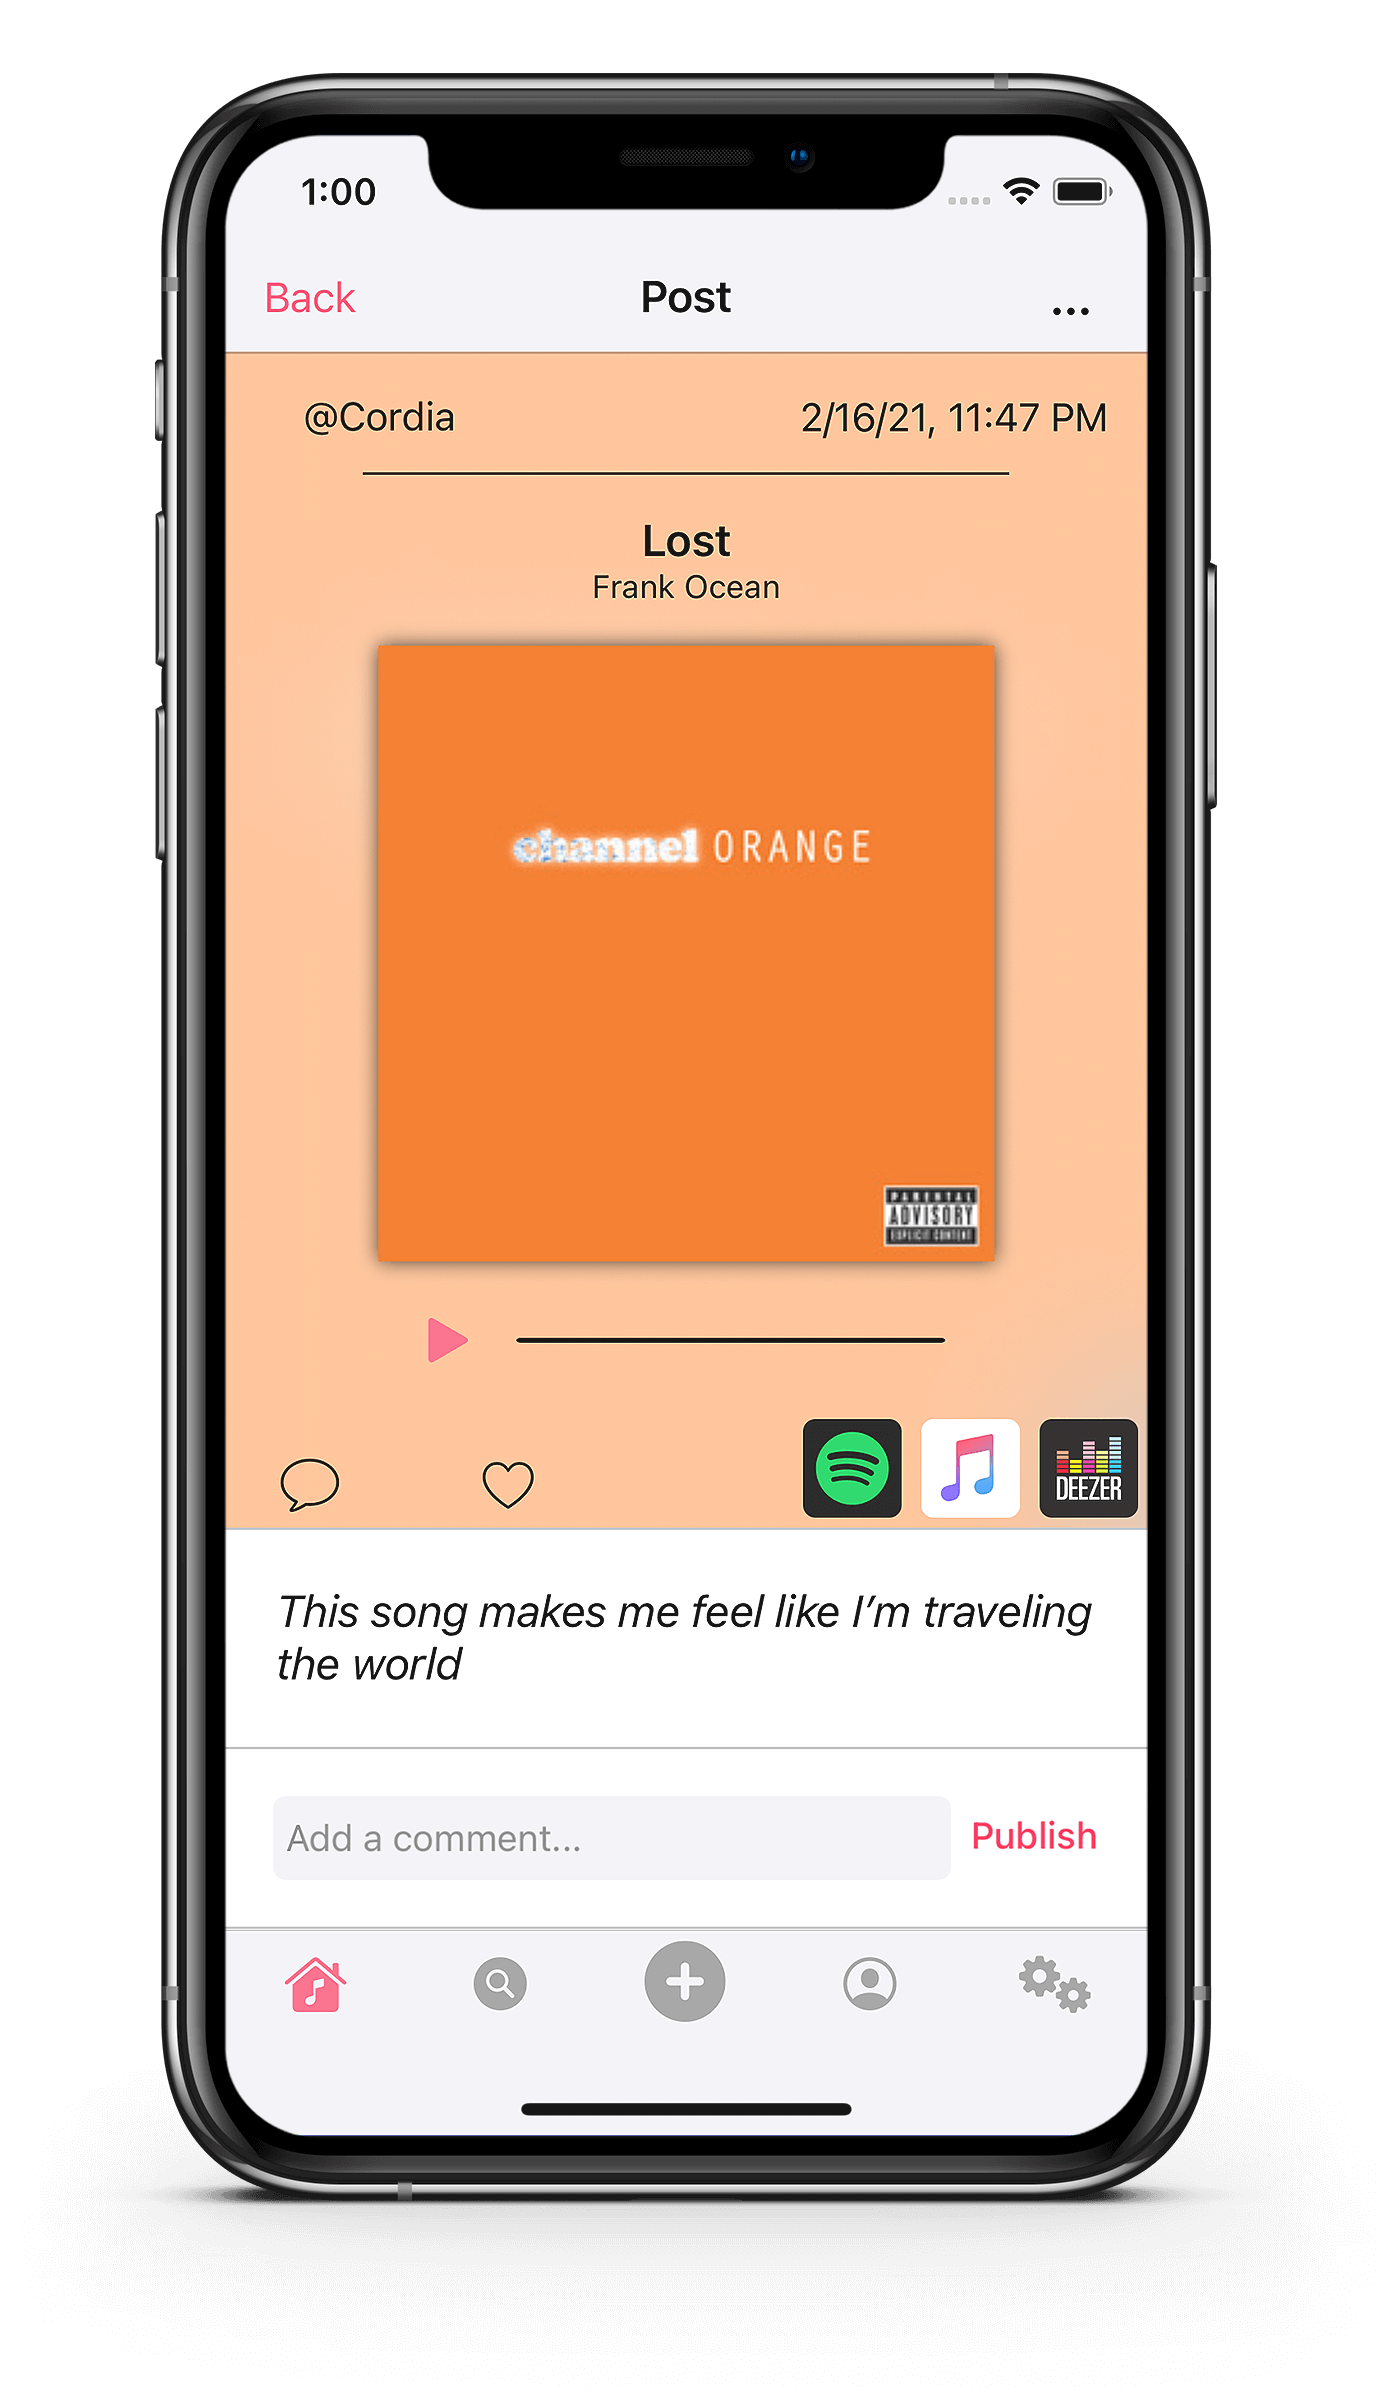 1:00
Back
Post
...
@Cordia
2/16/21, 11:47 PM
Lost
Frank Ocean
channel ORANGE
PARENTAL
ADVISORY
EXPLICIT CONTENT
DEEZER
This song makes me feel like I’m traveling
the world
Add a comment...
Publish